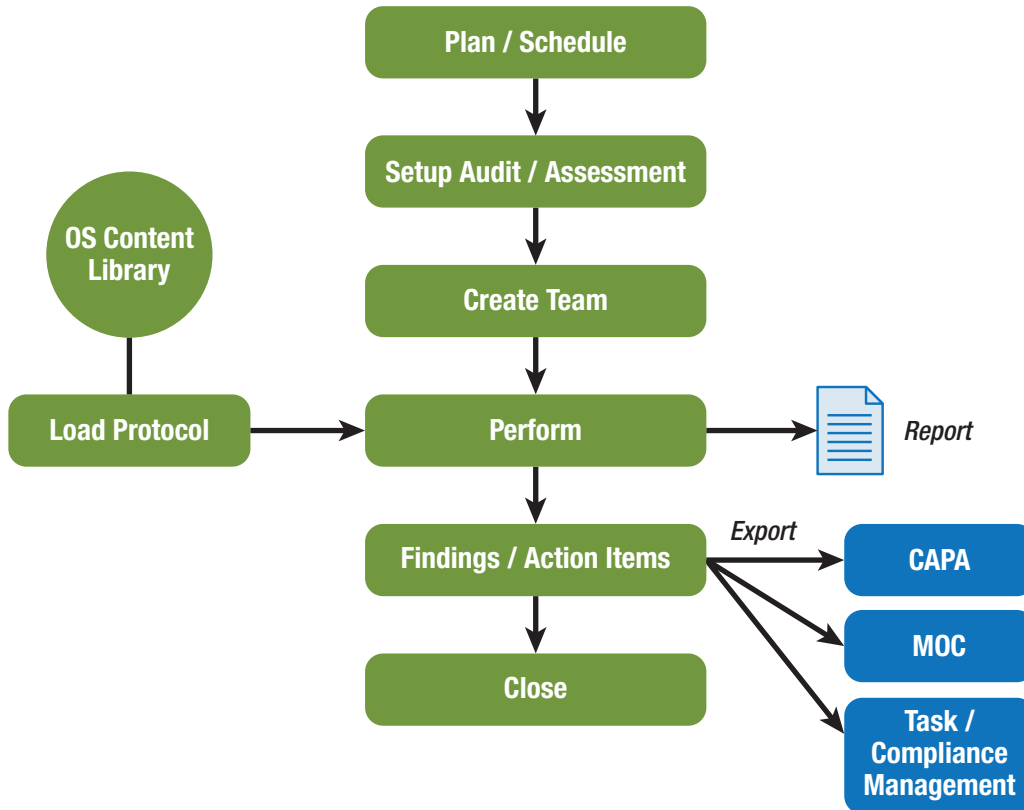 Plan / Schedule
Setup Audit / Assessment
OS Content
Library
Create Team
Load Protocol
Perform
Report
Findings / Action Items
Export
CAPA
MOC
Close
Task /
Compliance
Management